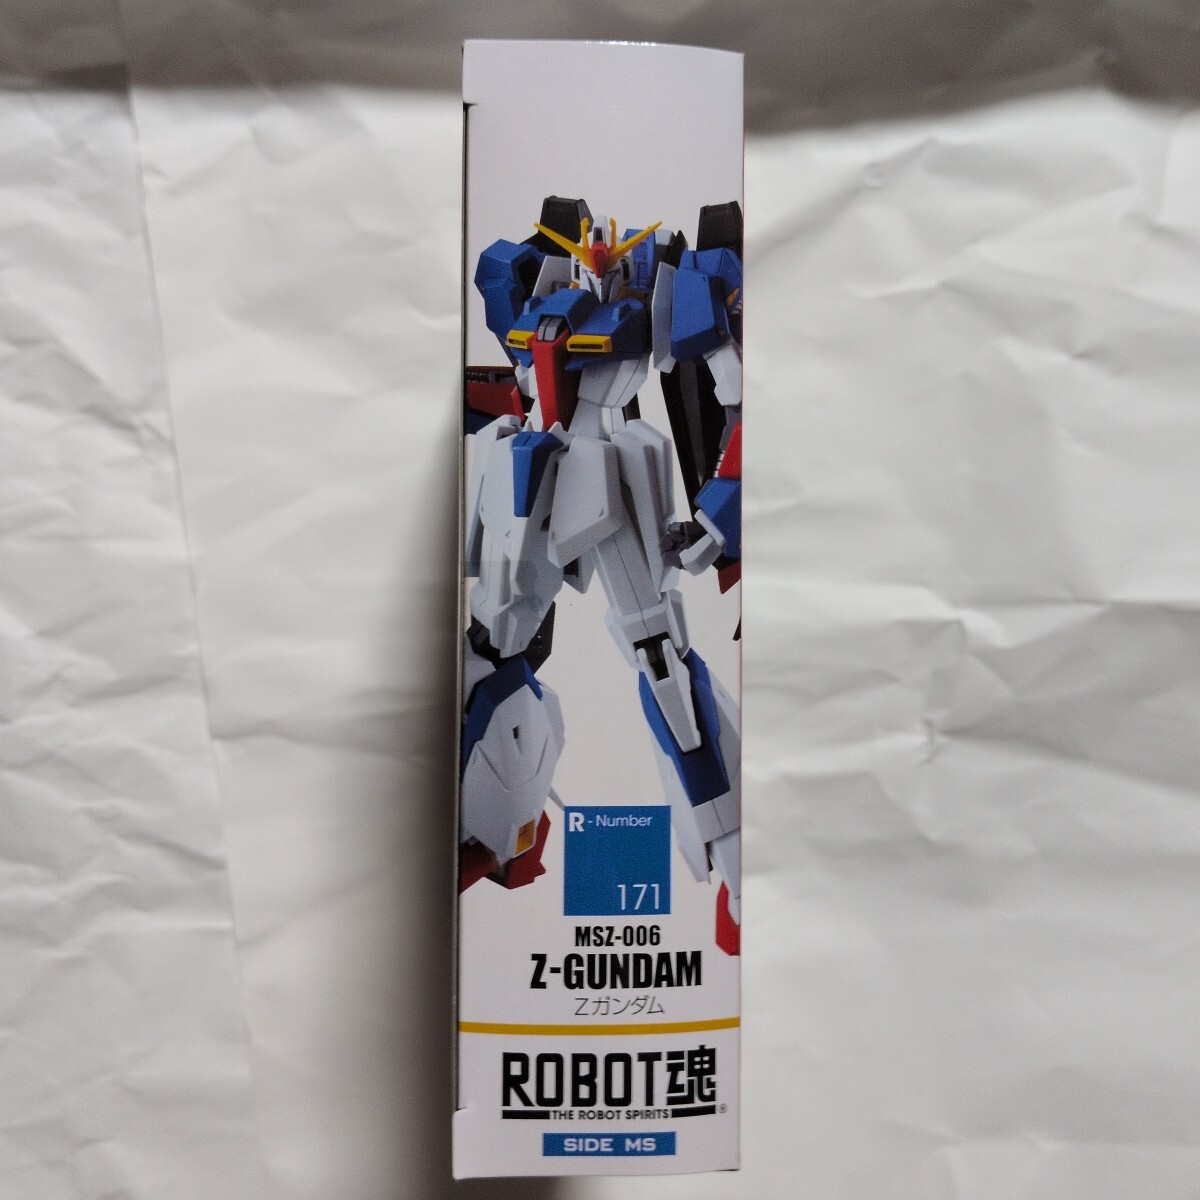 R - Number
171
MSZ-006
Z-GUNDAM
Zガンダム
ROBOT魂
THE ROBOT SPIRITS ®
SIDE MS